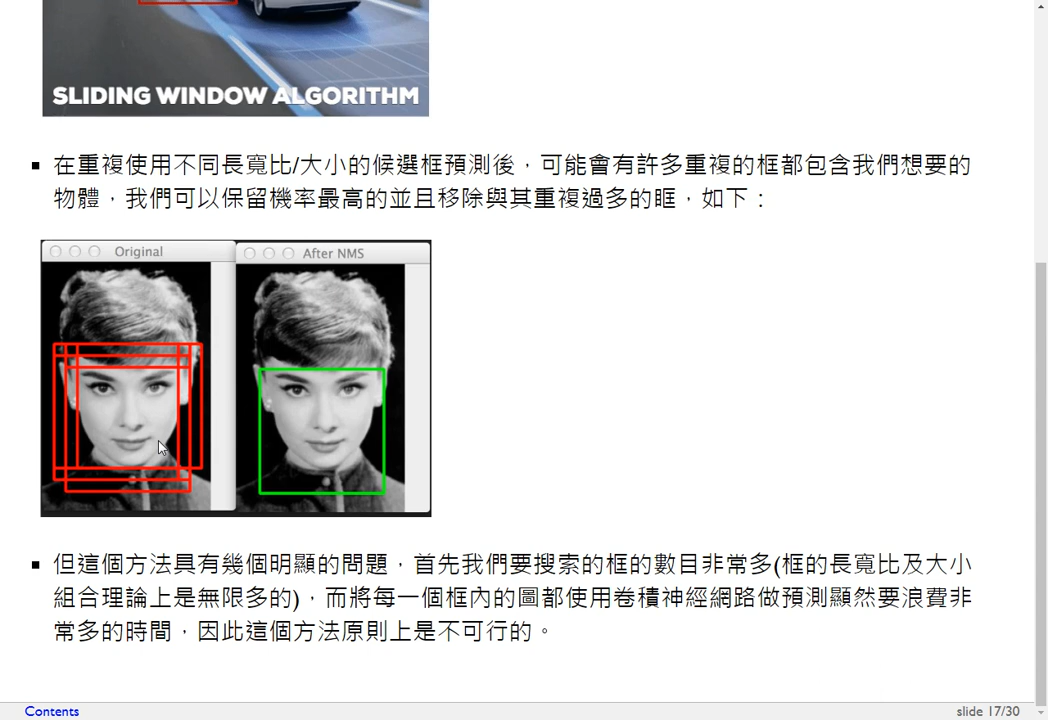 SLIDING WINDOW ALGORITHM
在重複使用不同長寬比/大小的候選框預測後，可能會有許多重複的框都包含我們想要的
物體，我們可以保留機率最高的並且移除與其重複過多的眶，如下：
Original
After NMS
但這個方法具有幾個明顯的問題，首先我們要搜索的框的數目非常多(框的長寬比及大小
組合理論上是無限多的)，而將每一個框內的圖都使用卷積神經網路做預測顯然要浪費非
常多的時間，因此這個方法原則上是不可行的。
Contents
slide 17/30